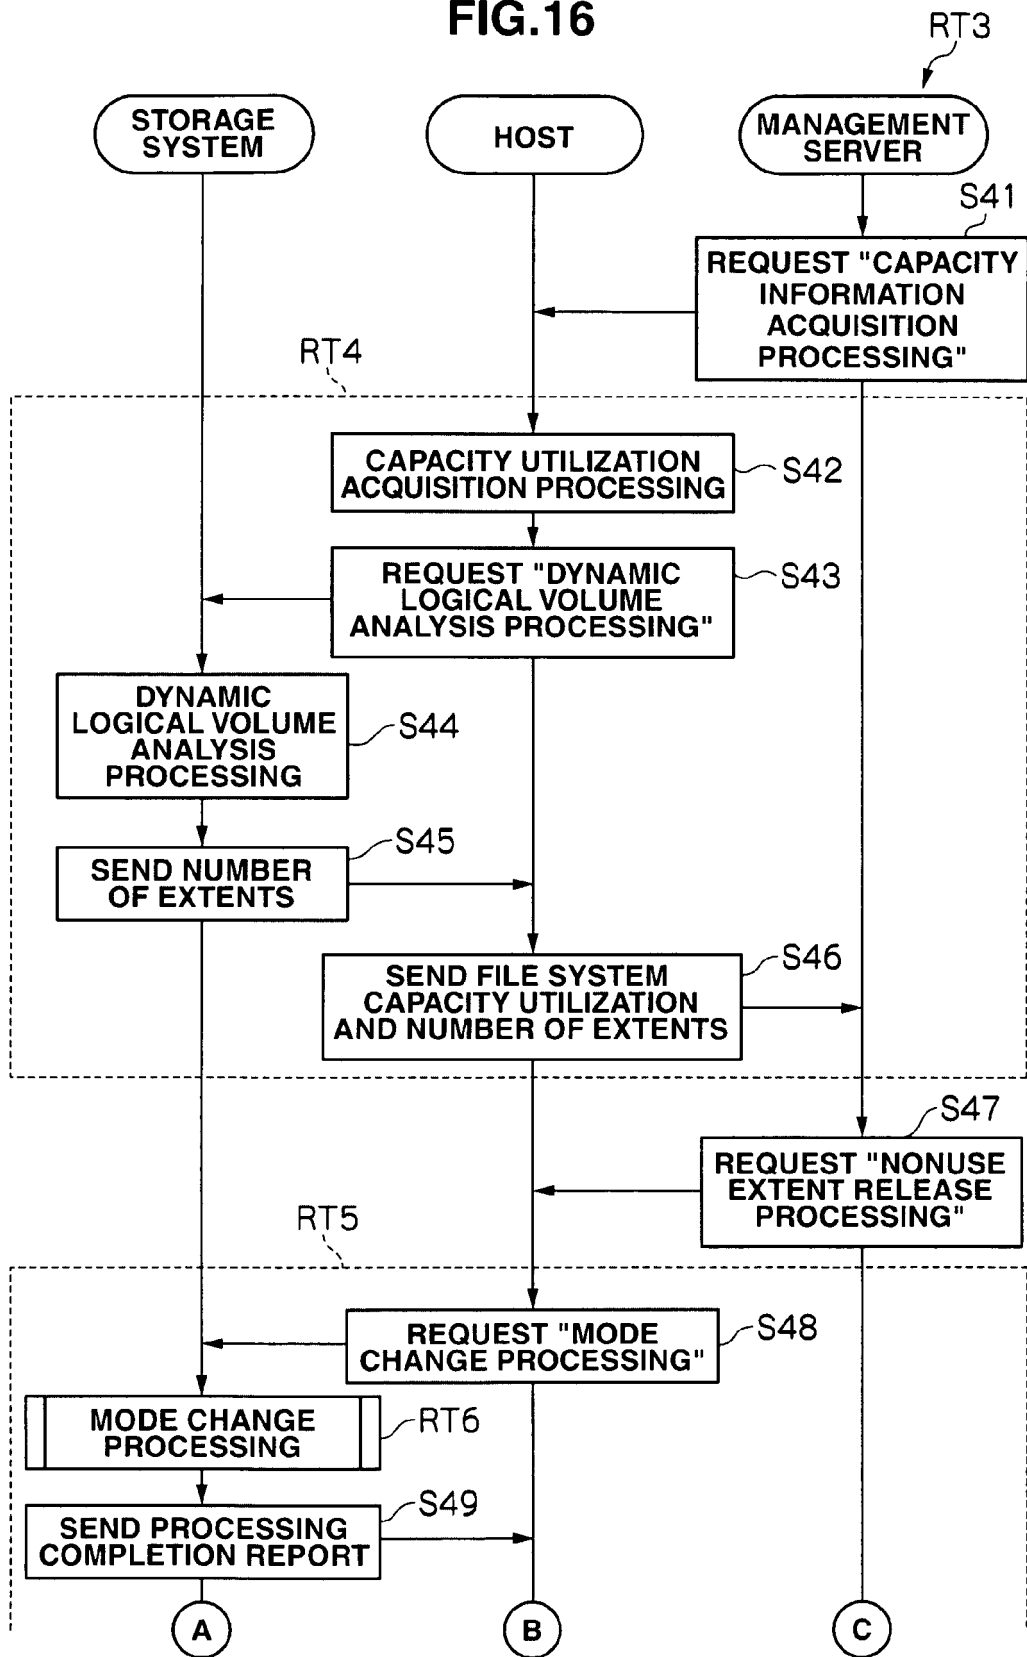 FIG.16
RT3
STORAGE
SYSTEM
HOST
MANAGEMENT
SERVER
S41
REQUEST "CAPACITY
INFORMATION
ACQUISITION
PROCESSING"
RT4
CAPACITY UTILIZATION
ACQUISITION PROCESSING
S42
REQUEST "DYNAMIC
LOGICAL VOLUME
ANALYSIS PROCESSING"
S43
DYNAMIC
LOGICAL VOLUME
ANALYSIS
PROCESSING
S44
SEND NUMBER
OF EXTENTS
S45
SEND FILE SYSTEM
CAPACITY UTILIZATION
AND NUMBER OF EXTENTS
S46
S47
REQUEST "NONUSE
EXTENT RELEASE
PROCESSING"
RT5
REQUEST "MODE
CHANGE PROCESSING"
S48
MODE CHANGE
PROCESSING
RT6
SEND PROCESSING
COMPLETION REPORT
S49
A
B
C